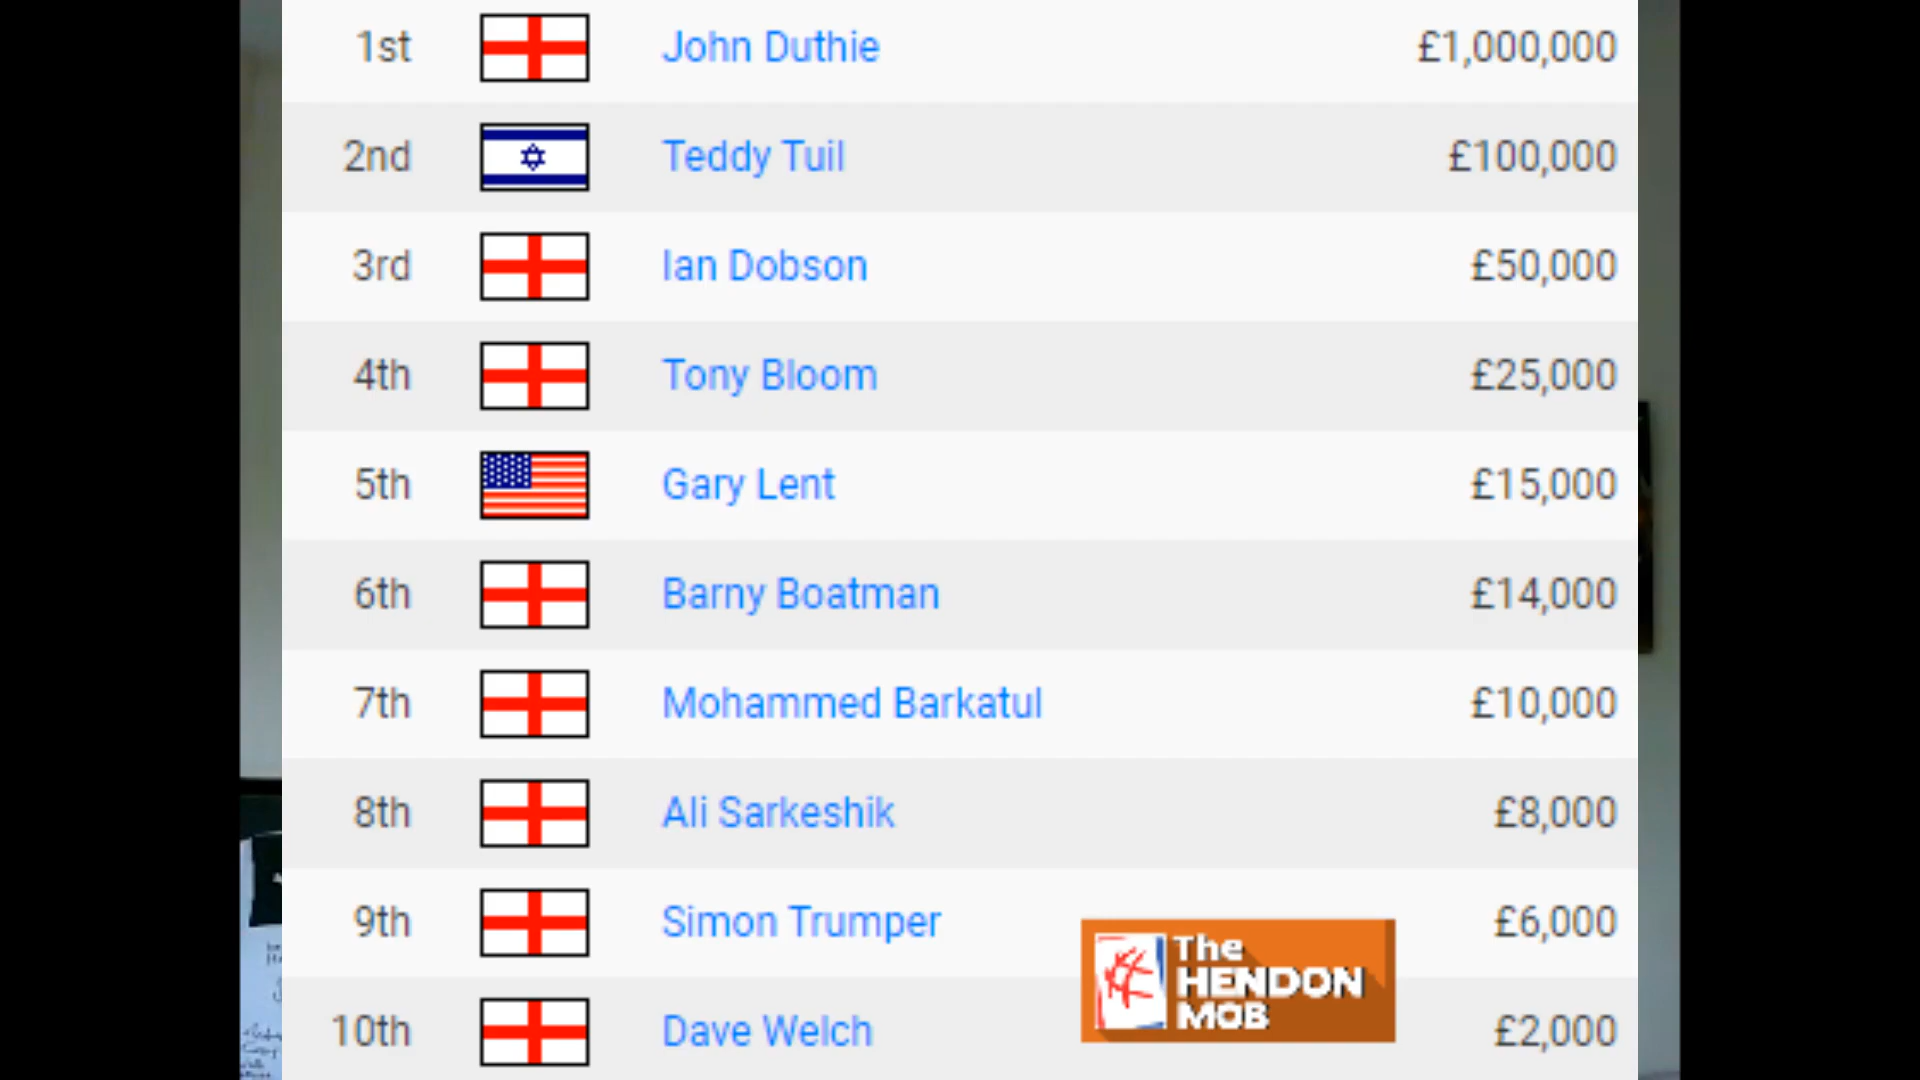 1st John Duthie £1,000,000
2nd Teddy Tuil £100,000
3rd Ian Dobson £50,000
4th Tony Bloom £25,000
5th Gary Lent £15,000
6th Barny Boatman £14,000
7th Mohammed Barkatul £10,000
8th Ali Sarkeshik £8,000
9th Simon Trumper £6,000
10th Dave Welch £2,000
The
HENDON
MOB